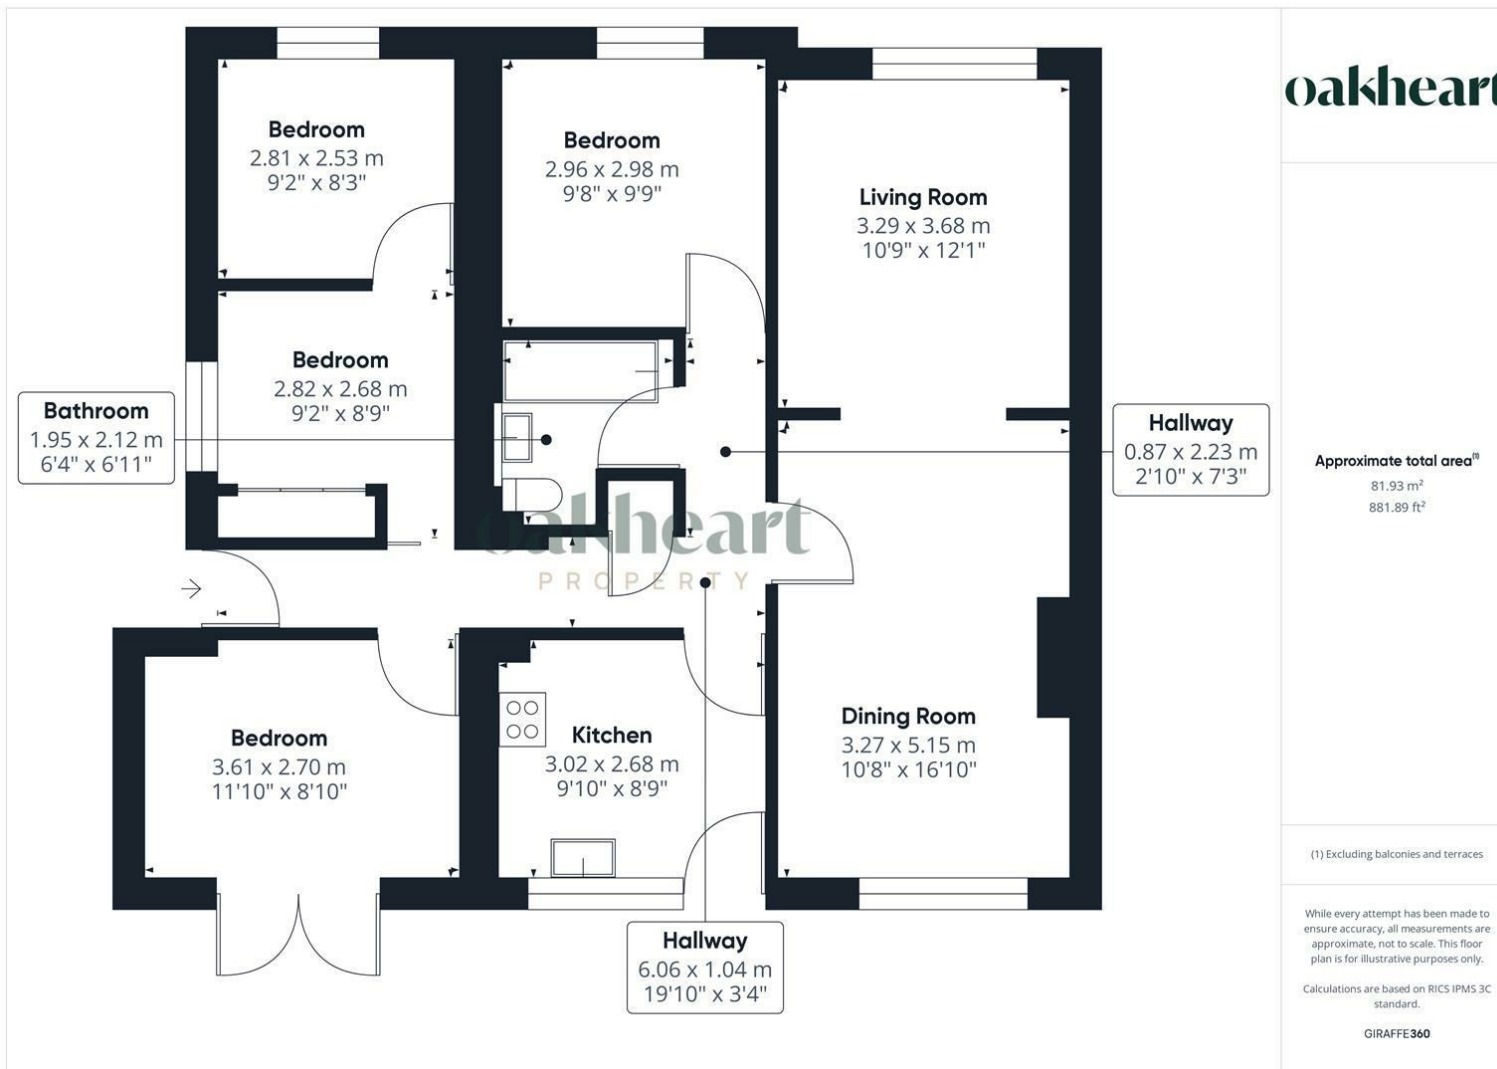 Bedroom
2.81 x 2.53 m
9'2" x 8'3"
Bedroom
2.96 x 2.98 m
9'8" x 9'9"
Living Room
3.29 x 3.68 m
10'9" x 12'1"
Bedroom
2.82 x 2.68 m
9'2" x 8'9"
Bathroom
1.95 x 2.12 m
6'4" x 6'11"
Hallway
0.87 x 2.23 m
2'10" x 7'3"
oakheart
PROPERTY
Bedroom
3.61 x 2.70 m
11'10" x 8'10"
Kitchen
3.02 x 2.68 m
9'10" x 8'9"
Dining Room
3.27 x 5.15 m
10'8" x 16'10"
Hallway
6.06 x 1.04 m
19'10" x 3'4"
oakheart
Approximate total area(1)
81.93 m²
881.89 ft²
(1) Excluding balconies and terraces
While every attempt has been made to
ensure accuracy, all measurements are
approximate, not to scale. This floor
plan is for illustrative purposes only.
Calculations are based on RICS IPMS 3C
standard.
GIRAFFE360